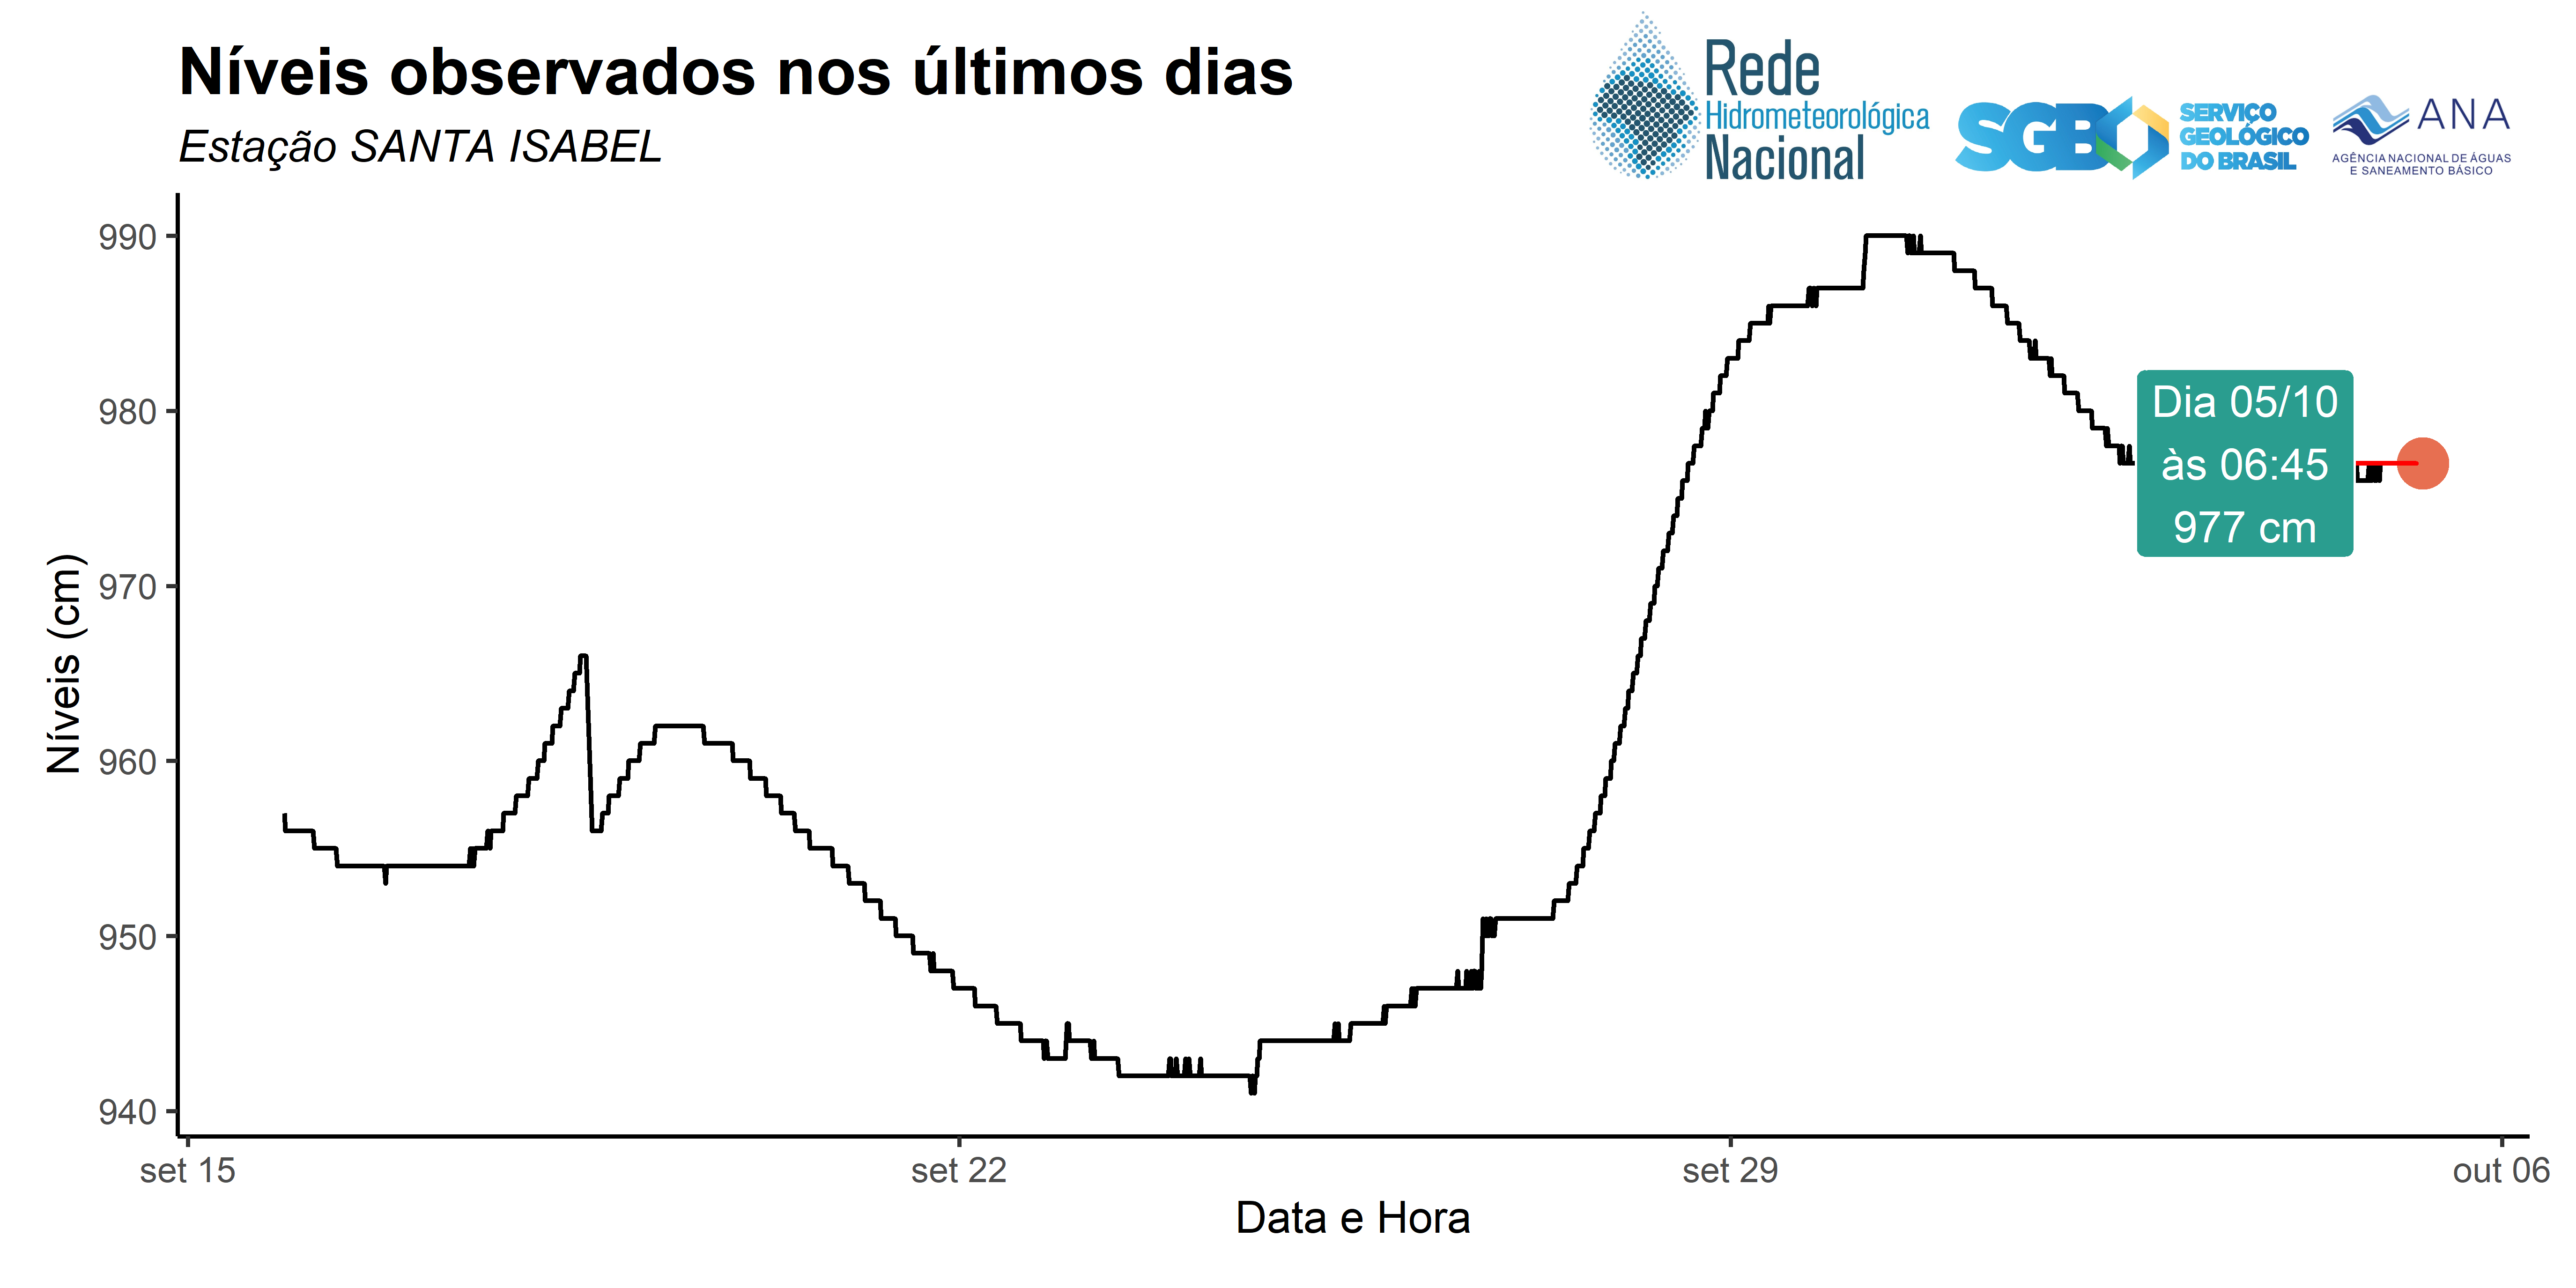 Níveis observados nos últimos dias
Estação SANTA ISABEL
Rede
Hidrometeorológica
Nacional
SGB
SERVIÇO
GEOLÓGICO
DO BRASIL
ANA
AGÊNCIA NACIONAL DE ÁGUAS
E SANEAMENTO BÁSICO
Níveis (cm)
990
980
970
960
950
940
Dia 05/10
às 06:45
977 cm
set 15
set 22
set 29
out 06
Data e Hora